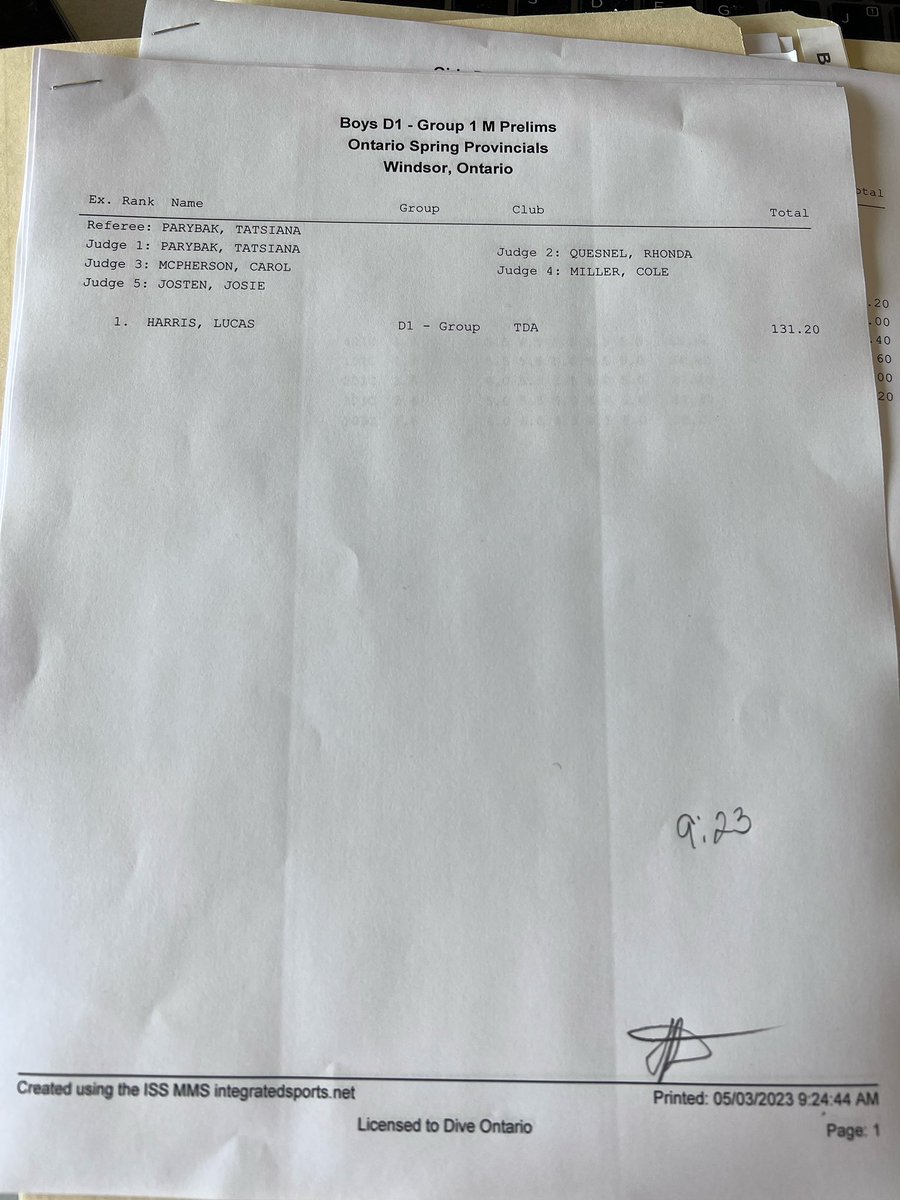 Boys D1 - Group 1 M Prelims
Ontario Spring Provincials
Windsor, Ontario
Ex. Rank Name Group Club Total
Referee: PARYBAK, TATSIANA
Judge 1: PARYBAK, TATSIANA Judge 2: QUESNEL, RHONDA
Judge 3: MCPHERSON, CAROL Judge 4: MILLER, COLE
Judge 5: JOSTEN, JOSIE
1. HARRIS, LUCAS D1 - Group TDA 131.20
9:23
Created using the ISS MMS integratedsports.net Printed: 05/03/2023 9:24:44 AM
Licensed to Dive Ontario
Page: 1